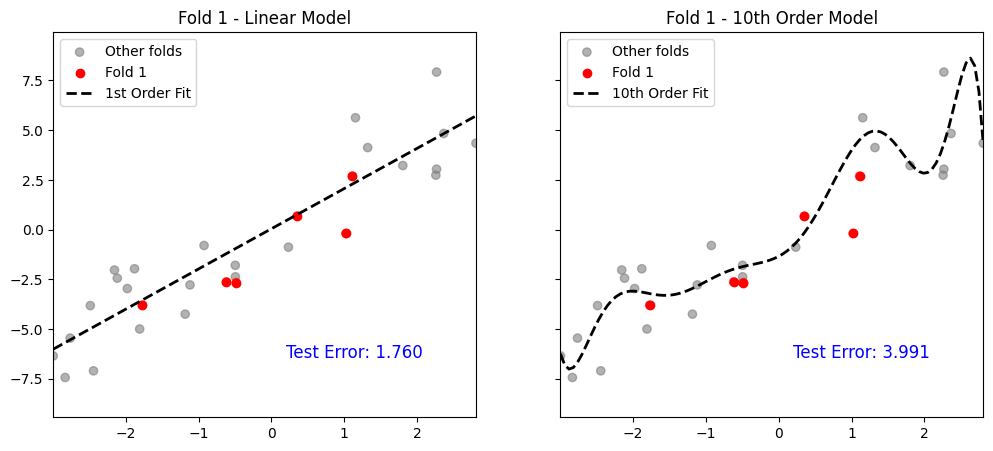 Fold 1 - Linear Model
Other folds
Fold 1
1st Order Fit
7.5
5.0
2.5
0.0
−2.5
−5.0
−7.5
Test Error: 1.760
−2
−1
0
1
2
Fold 1 - 10th Order Model
Other folds
Fold 1
10th Order Fit
Test Error: 3.991
−2
−1
0
1
2